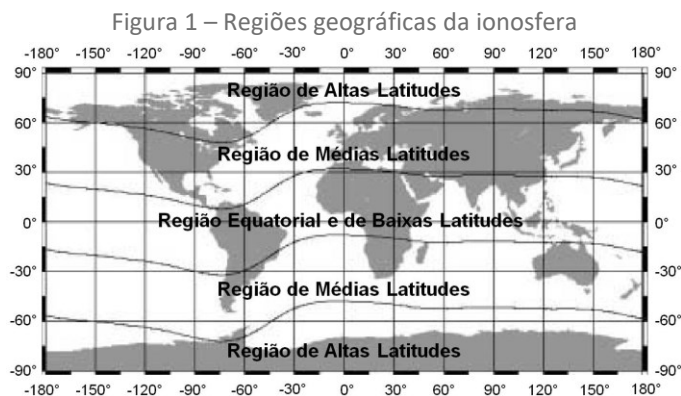 Figura 1 – Regiões geográficas da ionosfera
-180° -150° -120° -90° -60° -30° 0° 30° 60° 90° 120° 150° 180°
90° 90°
Região de Altas Latitudes
60° 60°
Região de Médias Latitudes
30° 30°
Região Equatorial e de Baixas Latitudes
0° 0°
-30° -30°
Região de Médias Latitudes
-60° -60°
Região de Altas Latitudes
-90° -90°
-180° -150° -120° -90° -60° -30° 0° 30° 60° 90° 120° 150° 180°